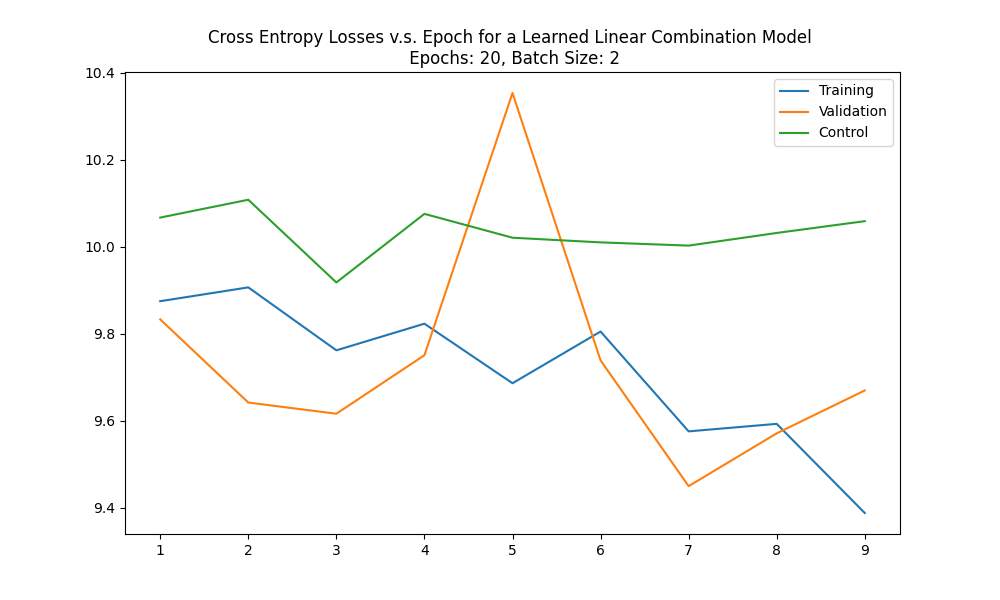 Cross Entropy Losses v.s. Epoch for a Learned Linear Combination Model
Epochs: 20, Batch Size: 2
10.4
10.2
10.0
9.8
9.6
9.4
Training
Validation
Control
1 2 3 4 5 6 7 8 9